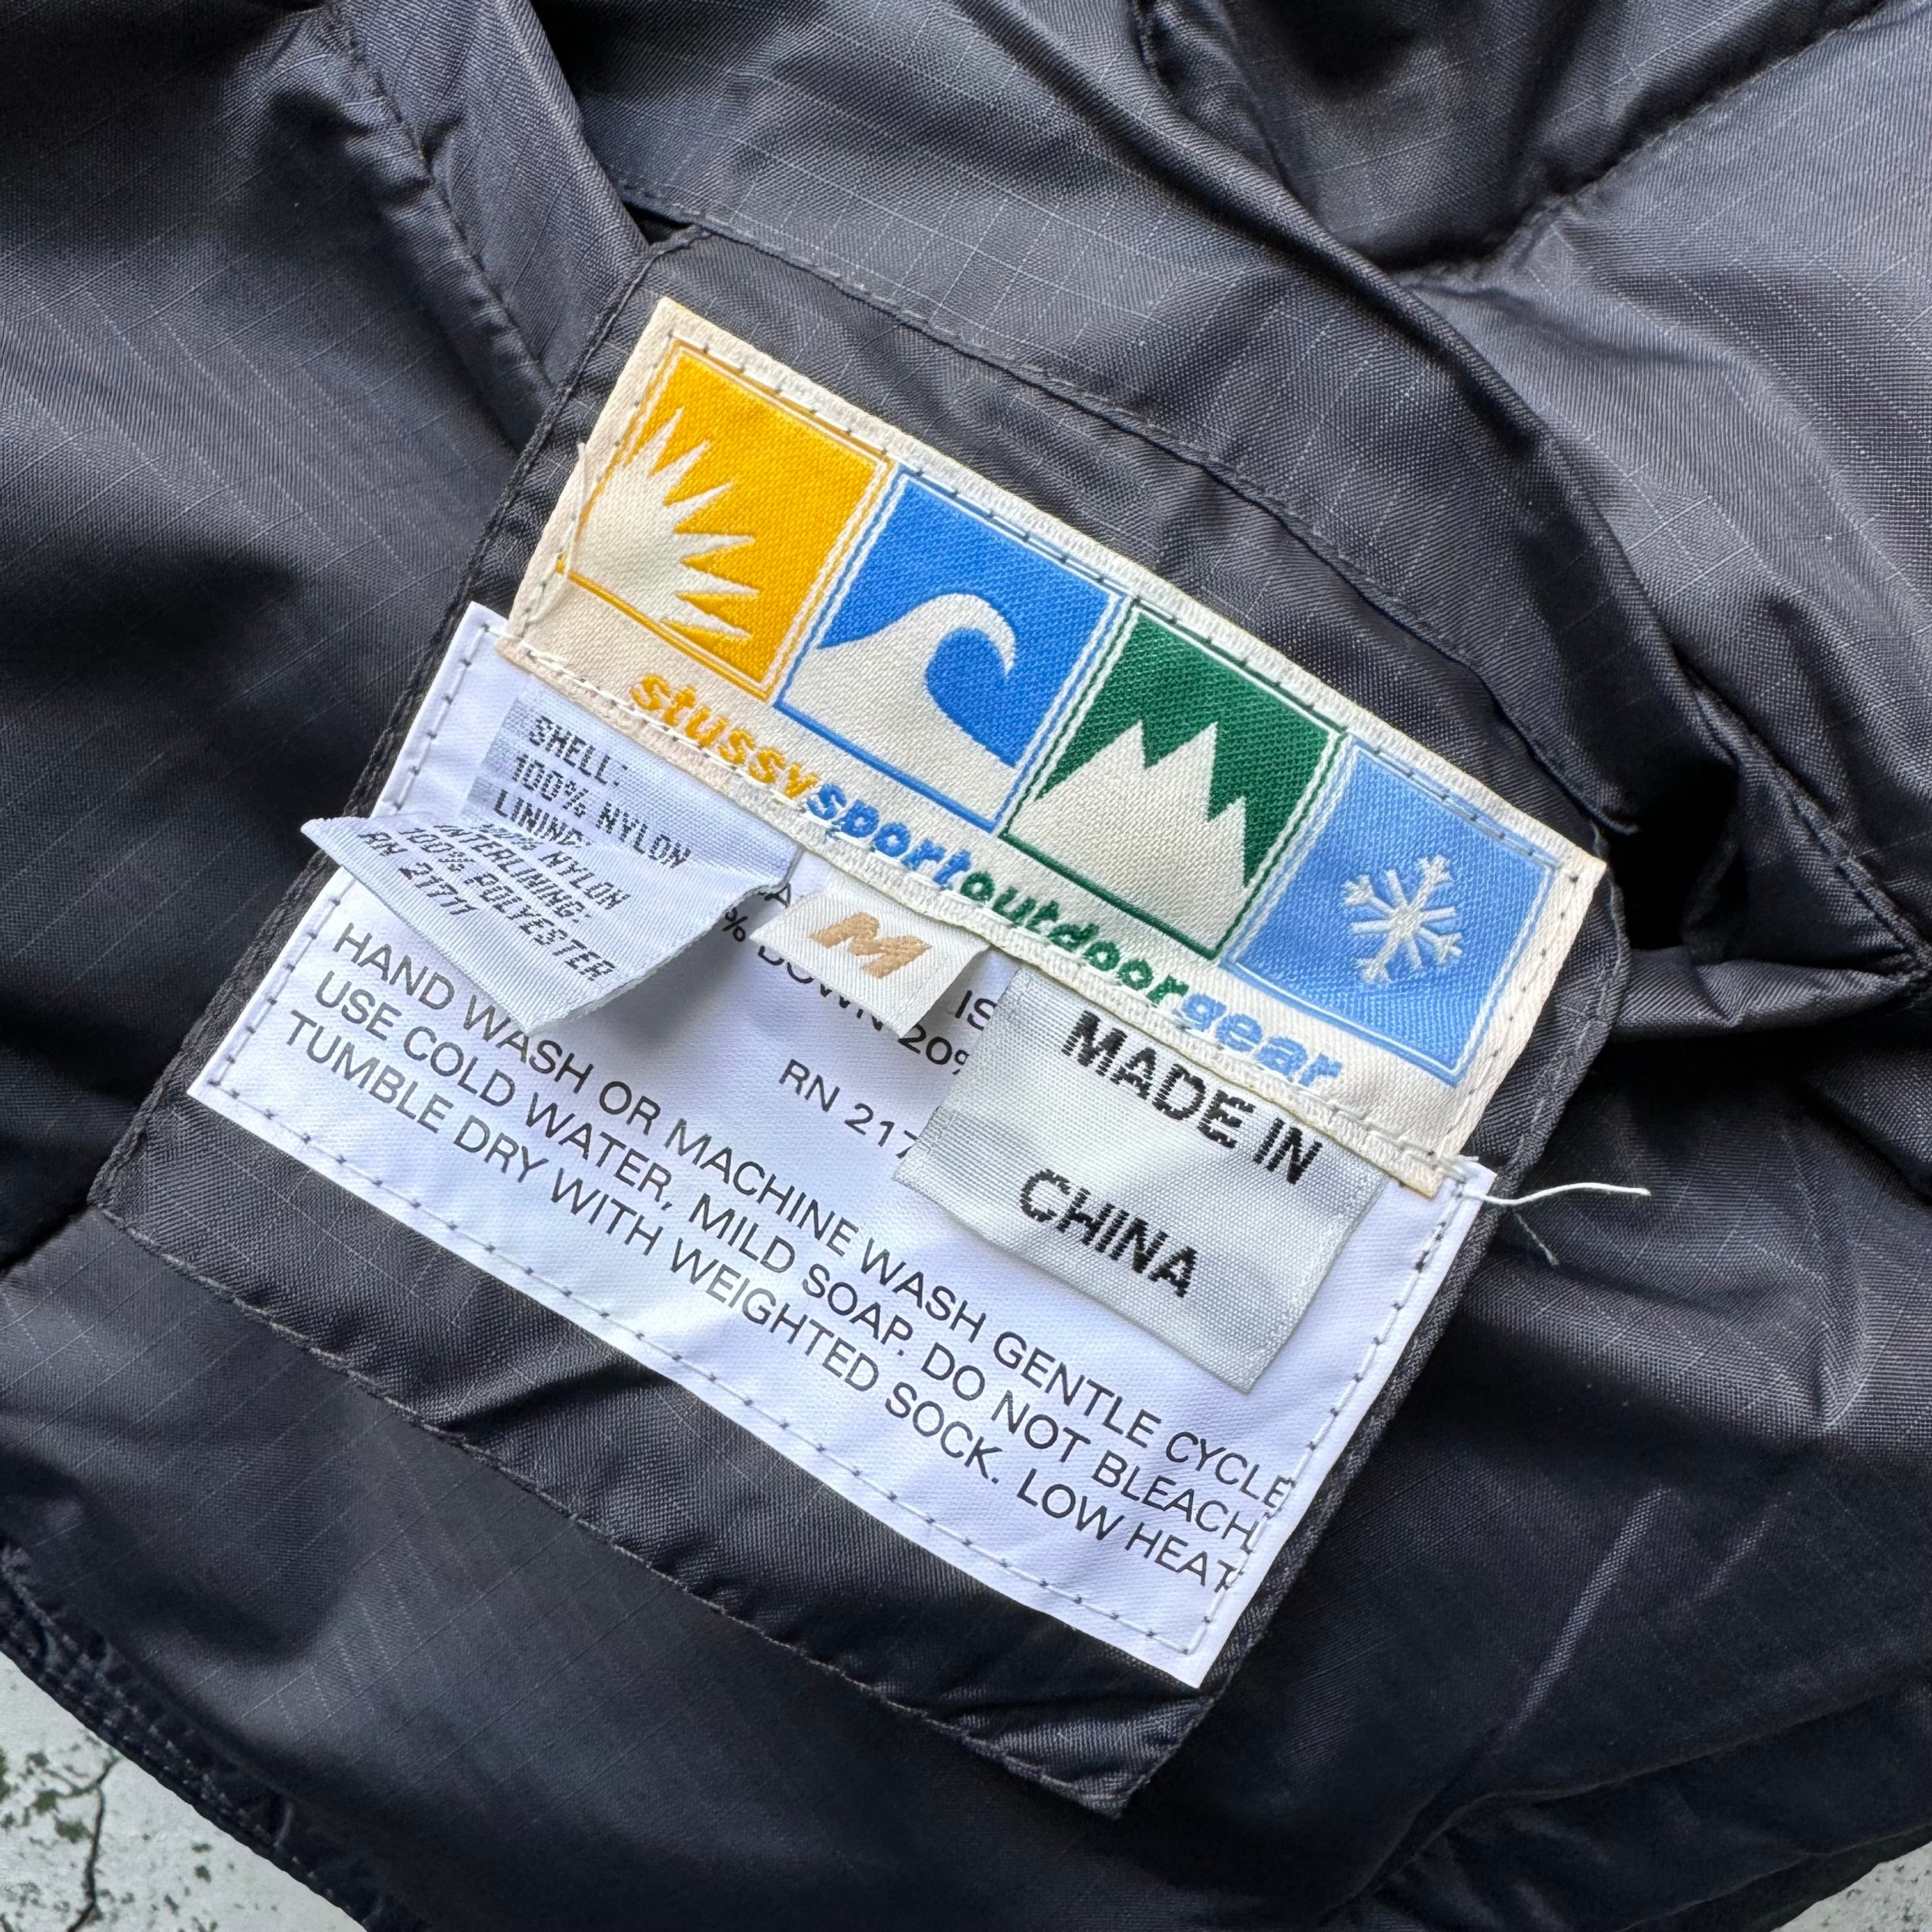 stussysportoutdoorgear
SHELL:
100% NYLON
LINING:
100% NYLON
INTERLINING:
100% POLYESTER
RN 21711
M
MADE IN
CHINA
% DOWN 20%
RN 217
HAND WASH OR MACHINE WASH GENTLE CYCLE
USE COLD WATER, MILD SOAP. DO NOT BLEACH
TUMBLE DRY WITH WEIGHTED SOCK. LOW HEAT